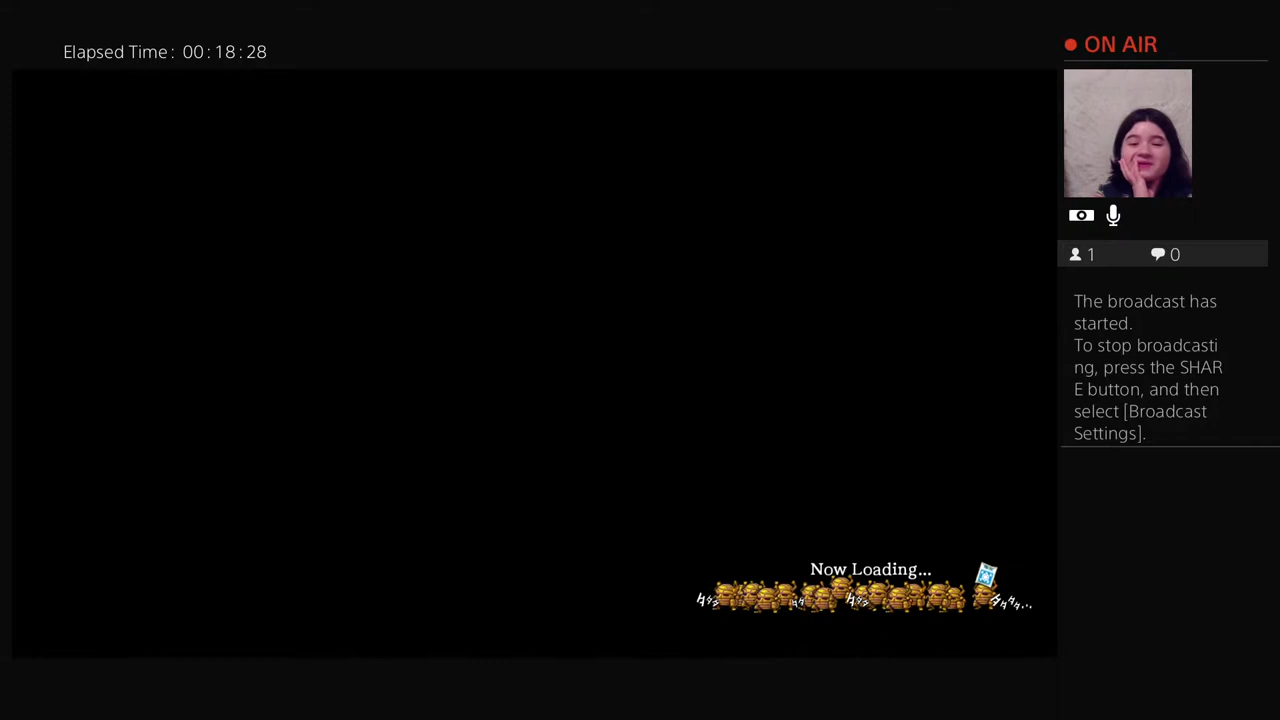 Elapsed Time: 00:18:28
ON AIR
1
0
The broadcast has
started.
To stop broadcasti
ng, press the SHAR
E button, and then
select [Broadcast
Settings].
Now Loading...